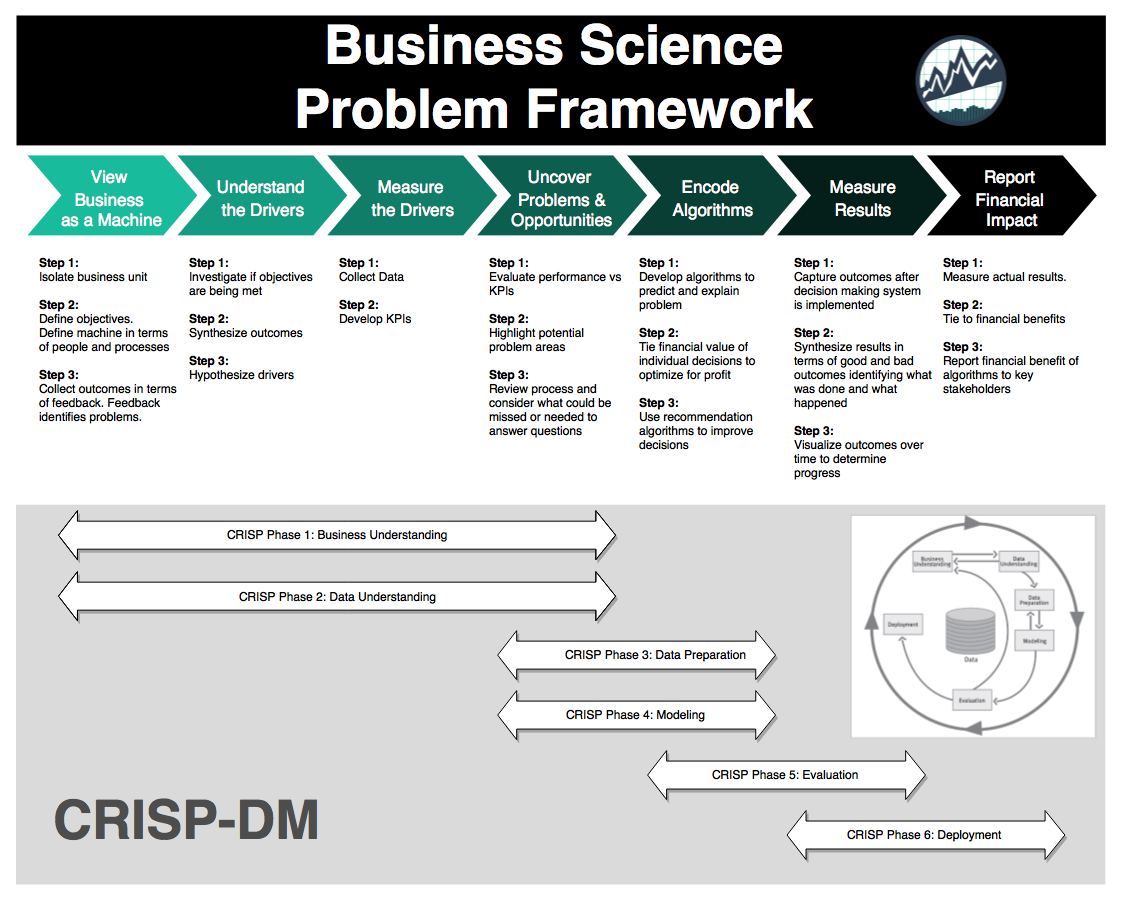 Business Science
Problem Framework
View
Business
as a Machine
Understand
the Drivers
Measure
the Drivers
Uncover
Problems &
Opportunities
Encode
Algorithms
Measure
Results
Report
Financial
Impact
Step 1:
Isolate business unit
Step 2:
Define objectives.
Define machine in terms
of people and processes
Step 3:
Collect outcomes in terms
of feedback. Feedback
identifies problems.
Step 1:
Investigate if objectives
are being met
Step 2:
Synthesize outcomes
Step 3:
Hypothesize drivers
Step 1:
Collect Data
Step 2:
Develop KPIs
Step 1:
Evaluate performance vs
KPIs
Step 2:
Highlight potential
problem areas
Step 3:
Review process and
consider what could be
missed or needed to
answer questions
Step 1:
Develop algorithms to
predict and explain
problem
Step 2:
Tie financial value of
individual decisions to
optimize for profit
Step 3:
Use recommendation
algorithms to improve
decisions
Step 1:
Capture outcomes after
decision making system
is implemented
Step 2:
Synthesize results in
terms of good and bad
outcomes identifying what
was done and what
happened
Step 3:
Visualize outcomes over
time to determine
progress
Step 1:
Measure actual results.
Step 2:
Tie to financial benefits
Step 3:
Report financial benefit of
algorithms to key
stakeholders
CRISP Phase 1: Business Understanding
CRISP Phase 2: Data Understanding
CRISP Phase 3: Data Preparation
CRISP Phase 4: Modeling
CRISP Phase 5: Evaluation
CRISP Phase 6: Deployment
CRISP-DM
Business
Understanding
Data
Understanding
Data
Preparation
Modeling
Deployment
Data
Evaluation